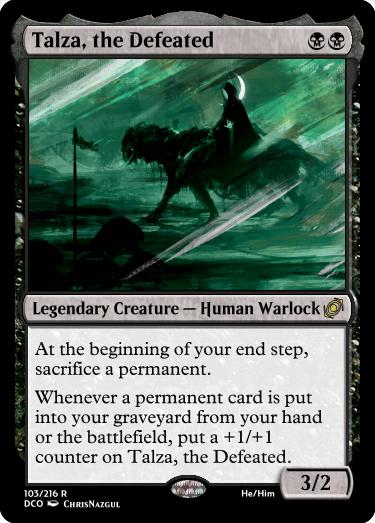 Talza, the Defeated
Legendary Creature — Human Warlock
At the beginning of your end step,
sacrifice a permanent.
Whenever a permanent card is put
into your graveyard from your hand
or the battlefield, put a +1/+1
counter on Talza, the Defeated.
3/2
103/216 R
He/Him
DCO ChrisNazgul